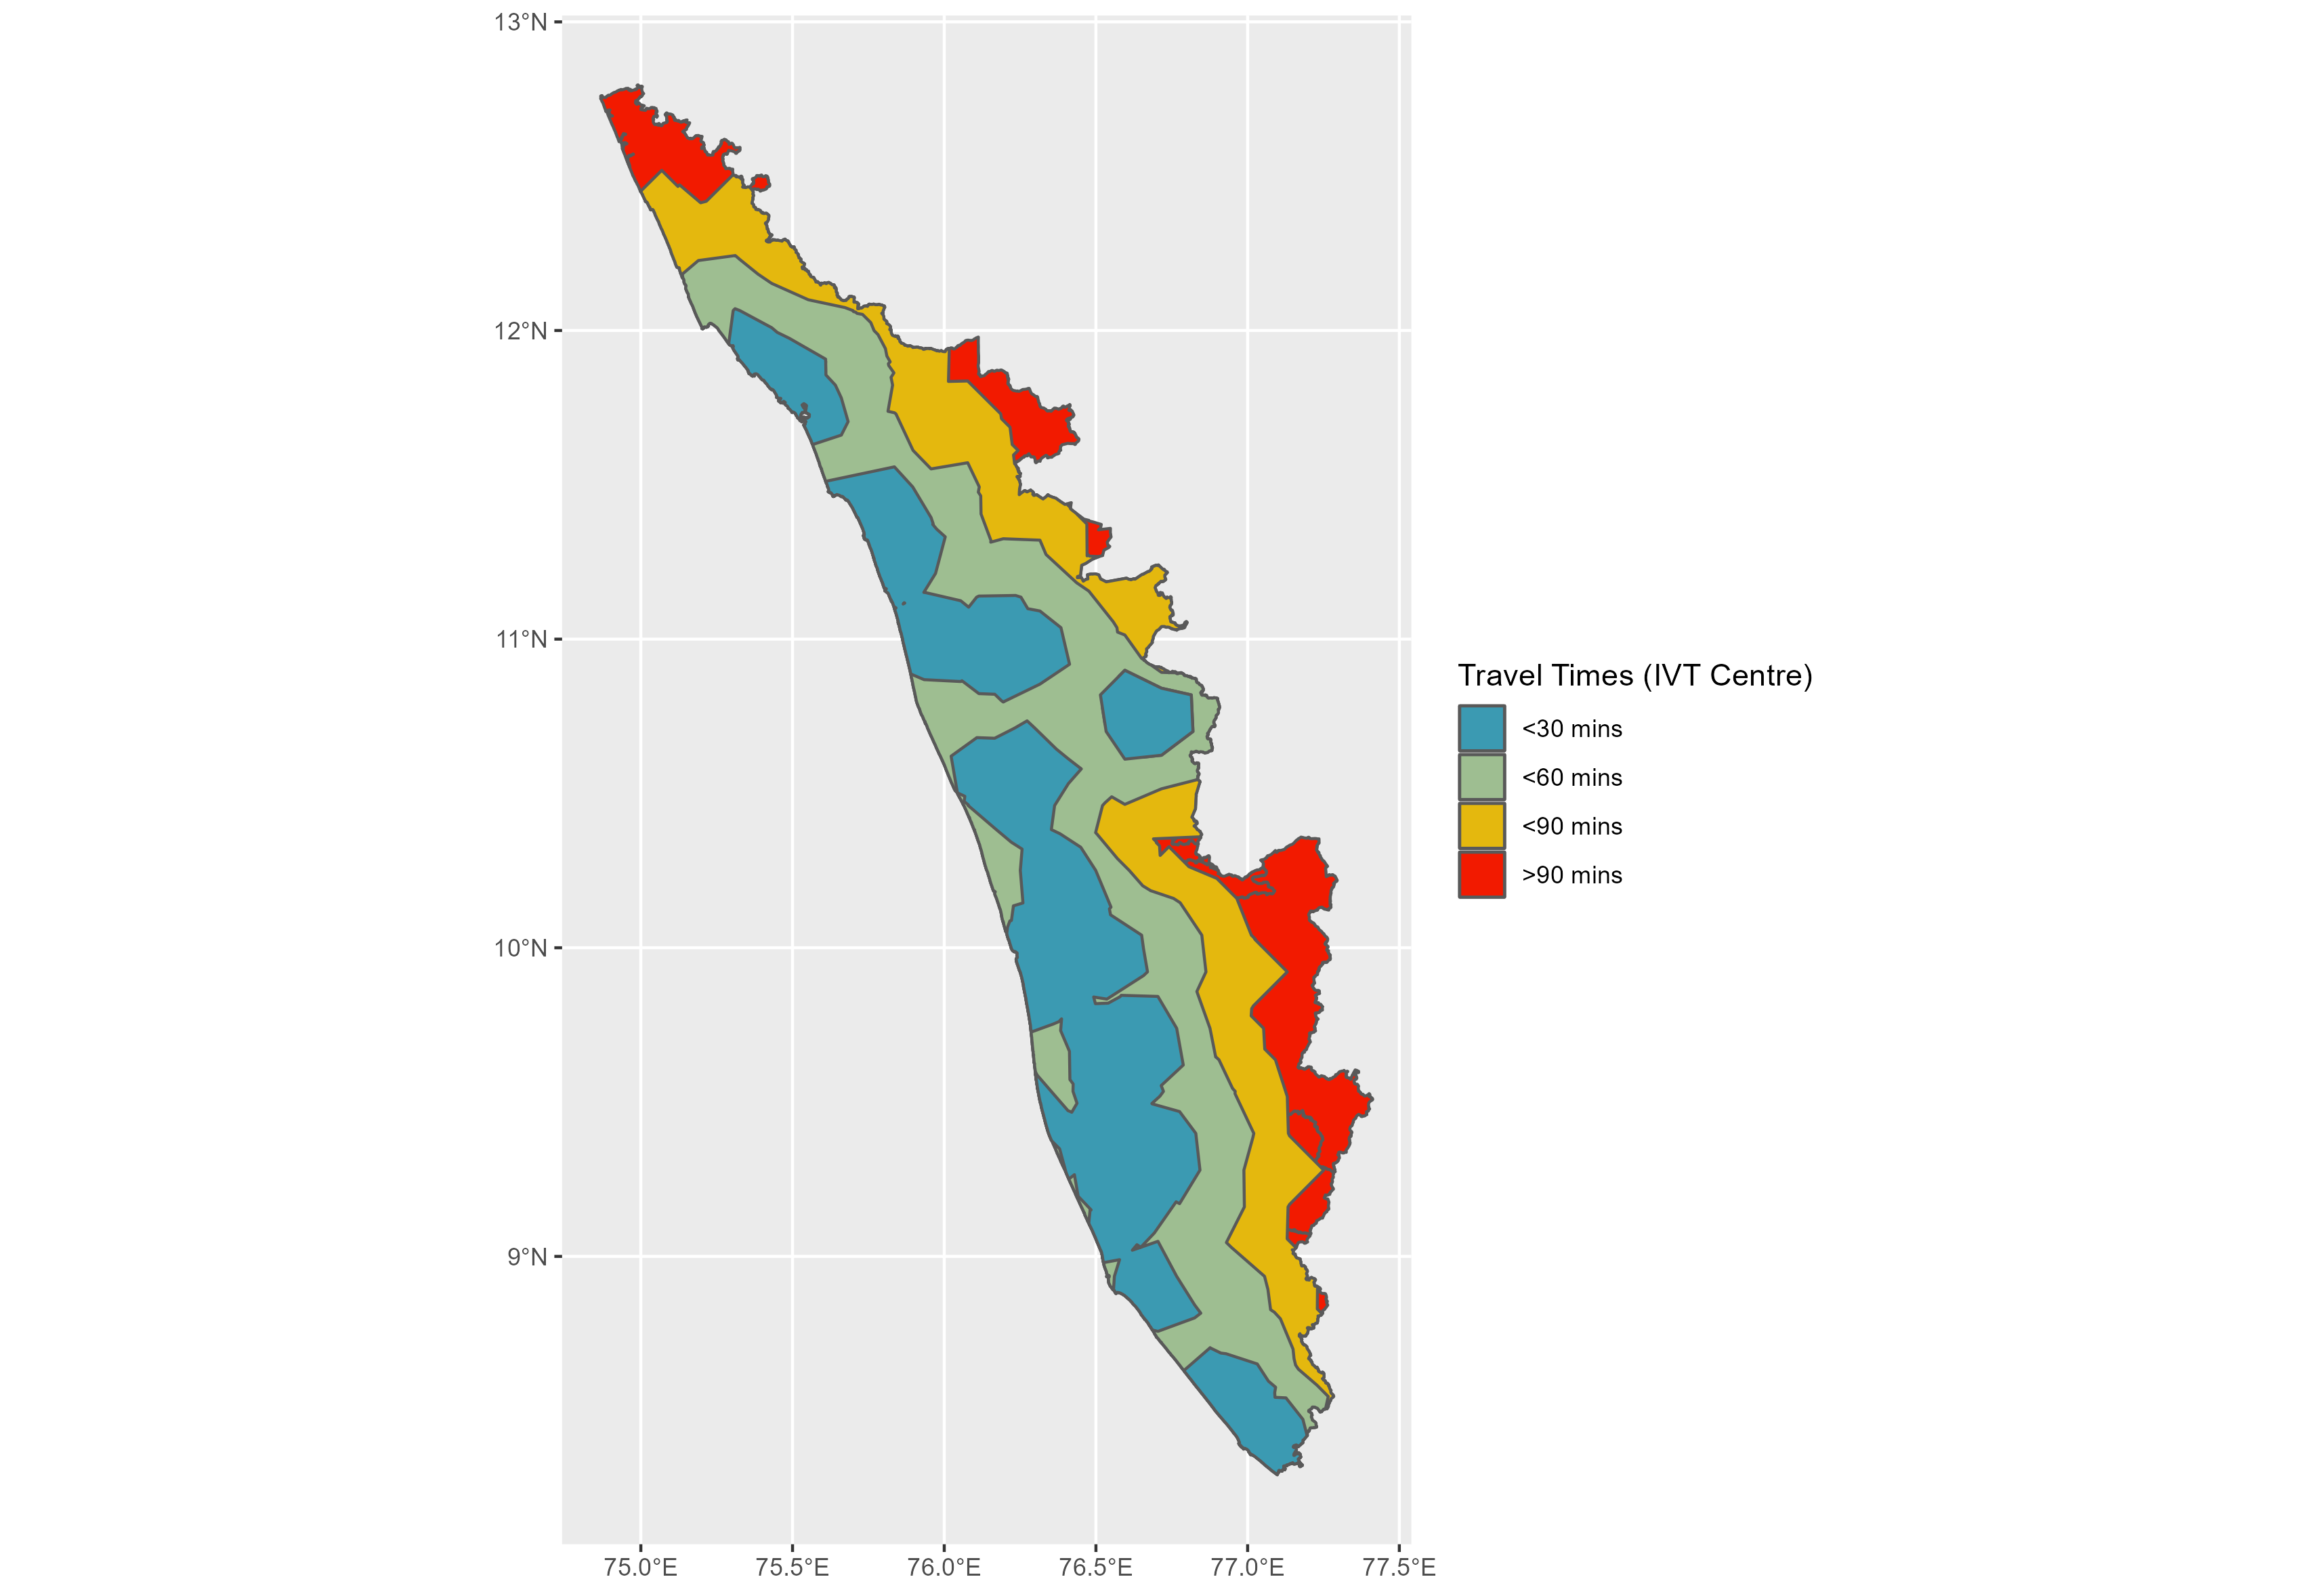 13°N
12°N
11°N
10°N
9°N
75.0°E 75.5°E 76.0°E 76.5°E 77.0°E 77.5°E
Travel Times (IVT Centre)
<30 mins
<60 mins
<90 mins
>90 mins